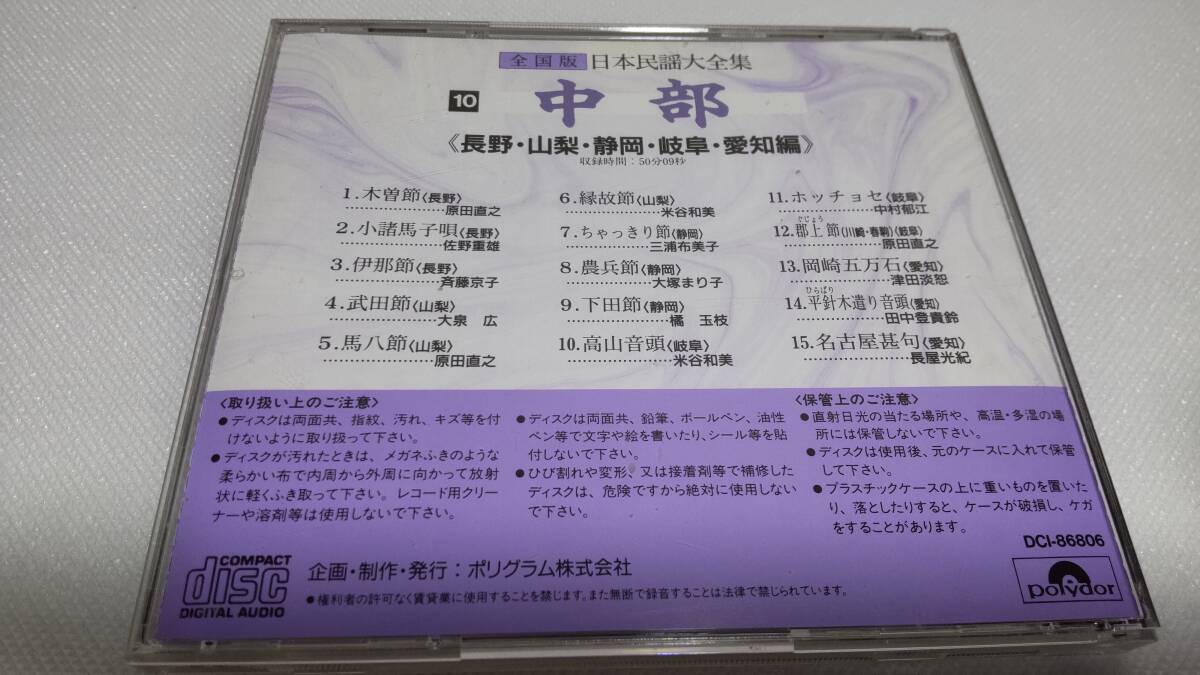 全国版 日本民謡大全集
10 中部
《長野・山梨・静岡・岐阜・愛知編》
収録時間:50分09秒
1.木曽節〈長野〉
………………原田直之
2.小諸馬子唄〈長野〉
………………佐野重雄
3.伊那節〈長野〉
………………斉藤京子
4.武田節〈山梨〉
………………大泉 広
5.馬八節〈山梨〉
………………原田直之
6.縁故節〈山梨〉
………………米谷和美
7.ちゃっきり節〈静岡〉
………………三浦布美子
8.農兵節〈静岡〉
………………大塚まり子
9.下田節〈静岡〉
………………橘 玉枝
10.高山音頭〈岐阜〉
………………米谷和美
11.ホッチョセ〈岐阜〉
………………中村郁江
ぐじょう
12.郡上節(川崎・春駒)〈岐阜〉
………………原田直之
13.岡崎五万石〈愛知〉
………………津田淡恕
ひらばり
14.平針木遣り音頭〈愛知〉
………………田中登貴鈴
15.名古屋甚句〈愛知〉
………………長屋光紀
〈取り扱い上のご注意〉
●ディスクは両面共、指紋、汚れ、キズ等を付
けないように取り扱って下さい。
●ディスクが汚れたときは、メガネふきのような
柔らかい布で内周から外周に向かって放射
状に軽くふき取って下さい。レコード用クリー
ナーや溶剤等は使用しないで下さい。
●ディスクは両面共、鉛筆、ボールペン、油性
ペン等で文字や絵を書いたり、シール等を貼
付しないで下さい。
●ひび割れや変形、又は接着剤等で補修した
ディスクは、危険ですから絶対に使用しない
で下さい。
〈保管上のご注意〉
●直射日光の当たる場所や、高温・多湿の場
所には保管しないで下さい。
●ディスクは使用後、元のケースに入れて保管
して下さい。
●プラスチックケースの上に重いものを置いた
り、落としたりすると、ケースが破損し、ケガ
をすることがあります。
DCI-86806
COMPACT
disc
DIGITAL AUDIO
企画・制作・発行:ポリグラム株式会社
●権利者の許可なく賃貸業に使用することを禁じます。また無断で録音することは法律で禁じられています。
polydor